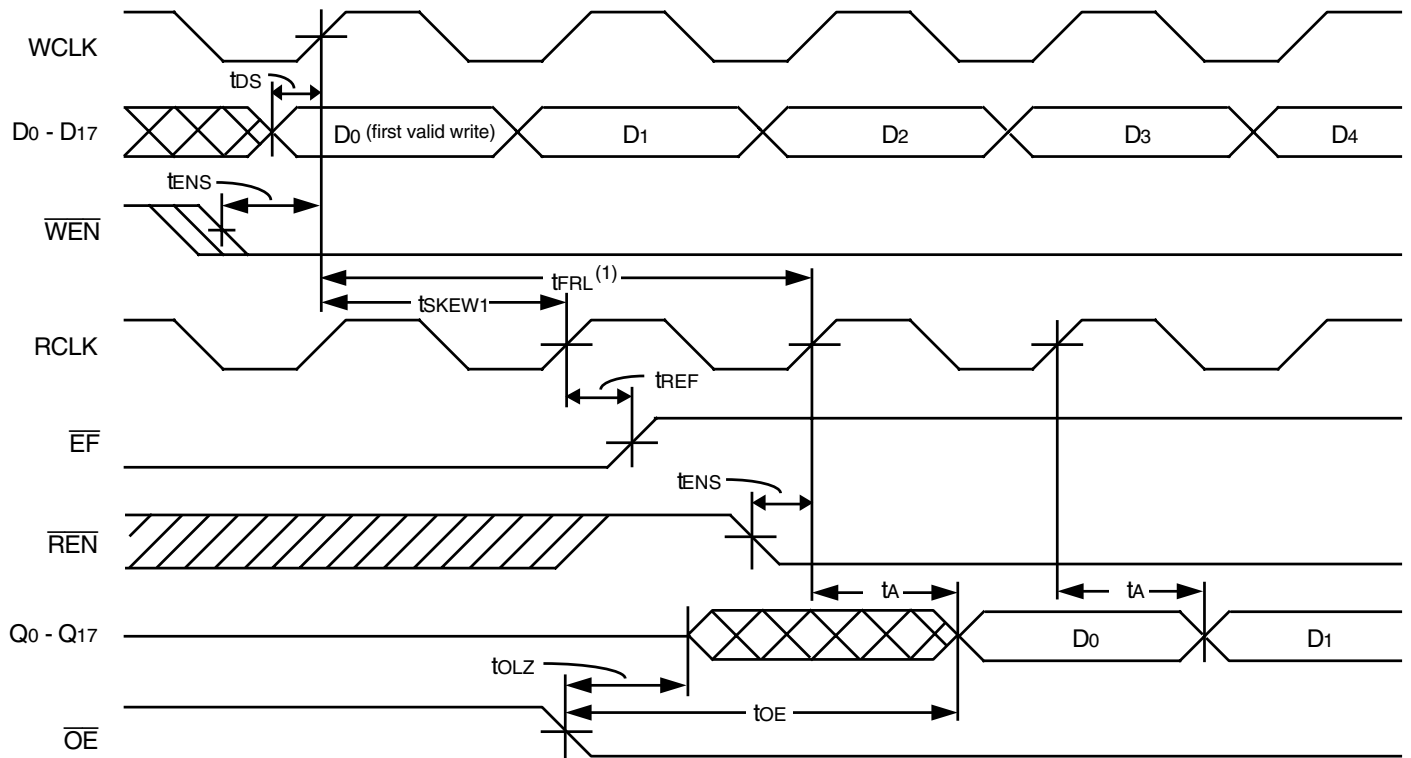 WCLK
tDS
D0 - D17
D0 (first valid write)
D1
D2
D3
D4
tENS
WEN
tFRL (1)
tSKEW1
RCLK
tREF
EF
tENS
REN
tA
tA
Q0 - Q17
D0
D1
tOLZ
tOE
OE